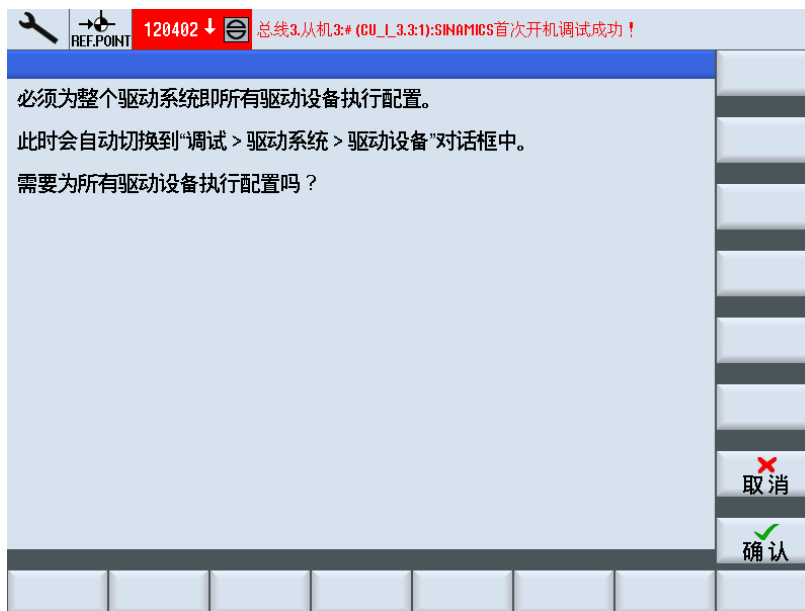 REF.POINT
120402 总线3.从机3:# (CU_I_3.3:1):SINAMICS首次开机调试成功!
必须为整个驱动系统即所有驱动设备执行配置。
此时会自动切换到“调试 > 驱动系统 > 驱动设备”对话框中。
需要为所有驱动设备执行配置吗?
取消
确认